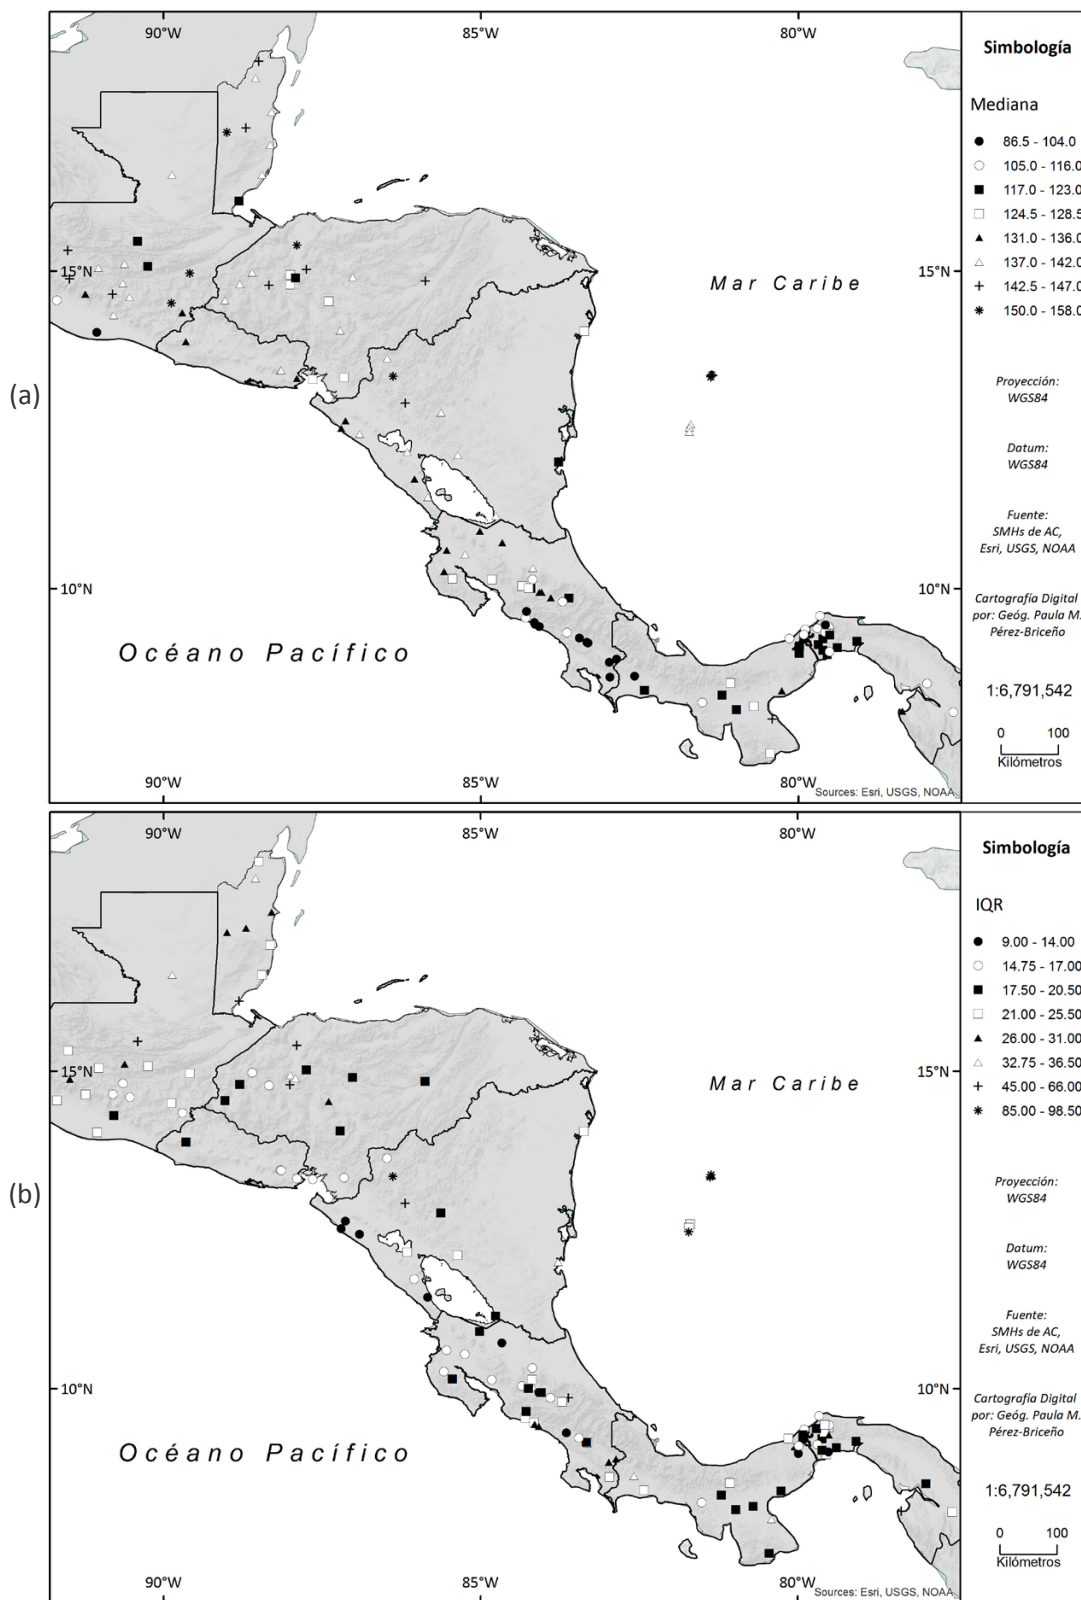 90°W
85°W
80°W
15°N
15°N
10°N
10°N
Mar Caribe
Océano Pacífico
90°W
85°W
80°W
Sources: Esri, USGS, NOAA
(a)
Simbología
Mediana
86.5 - 104.0
105.0 - 116.0
117.0 - 123.0
124.5 - 128.5
131.0 - 136.0
137.0 - 142.0
142.5 - 147.0
150.0 - 158.0
Proyección:
WGS84
Datum:
WGS84
Fuente:
SMHs de AC,
Esri, USGS, NOAA
Cartografía Digital
por: Geóg. Paula M.
Pérez-Briceño
1:6,791,542
0 100
Kilómetros
90°W
85°W
80°W
15°N
15°N
10°N
10°N
Mar Caribe
Océano Pacífico
90°W
85°W
80°W
Sources: Esri, USGS, NOAA
(b)
Simbología
IQR
9.00 - 14.00
14.75 - 17.00
17.50 - 20.50
21.00 - 25.50
26.00 - 31.00
32.75 - 36.50
45.00 - 66.00
85.00 - 98.50
Proyección:
WGS84
Datum:
WGS84
Fuente:
SMHs de AC,
Esri, USGS, NOAA
Cartografía Digital
por: Geóg. Paula M.
Pérez-Briceño
1:6,791,542
0 100
Kilómetros